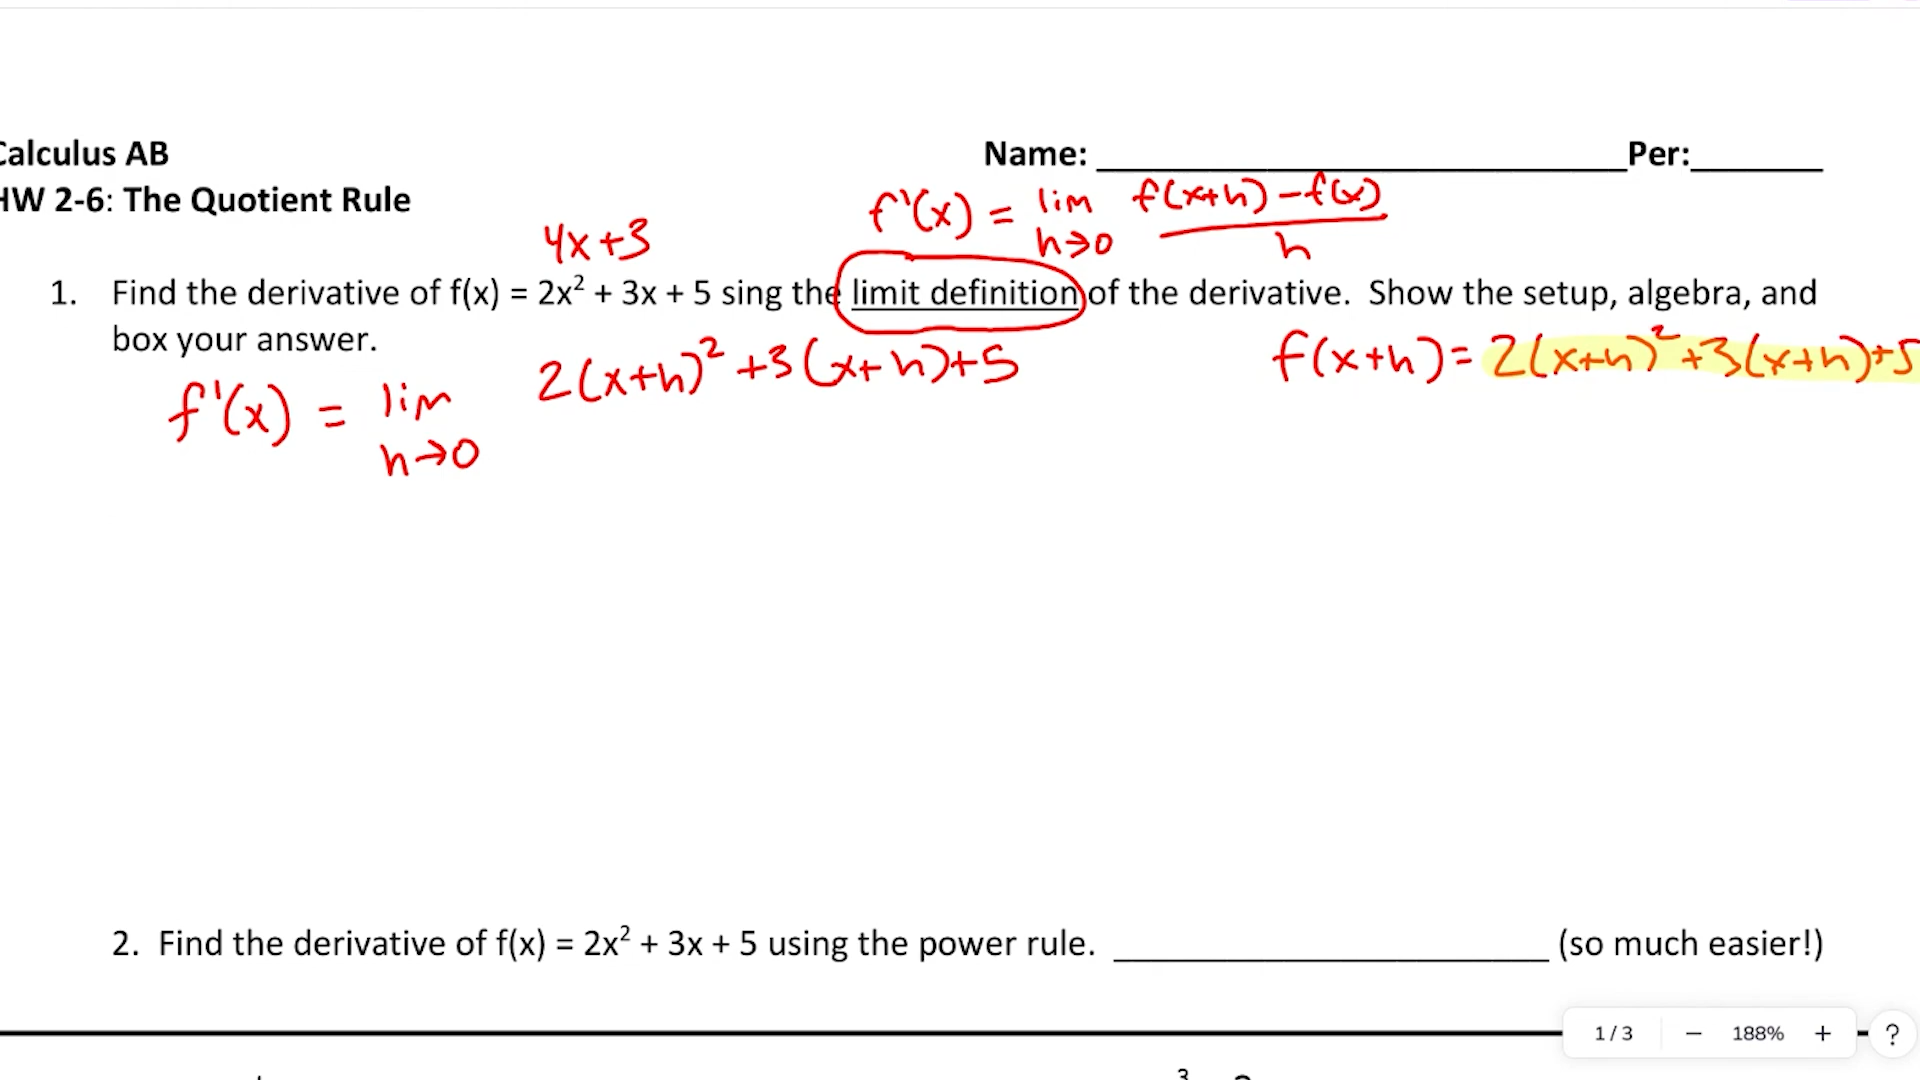 Calculus AB
Name: ______________________________Per:_______
HW 2-6: The Quotient Rule
f'(x) = lim h→0 f(x+h)-f(x) / h
4x+3
1. Find the derivative of f(x) = 2x² + 3x + 5 sing the limit definition of the derivative. Show the setup, algebra, and
box your answer.
f(x+h)=2(x+h)²+3(x+h)+5
f'(x) = lim h→0 2(x+h)²+3(x+h)+5
2. Find the derivative of f(x) = 2x² + 3x + 5 using the power rule. ________________________ (so much easier!)
1 / 3 − 188% + ?